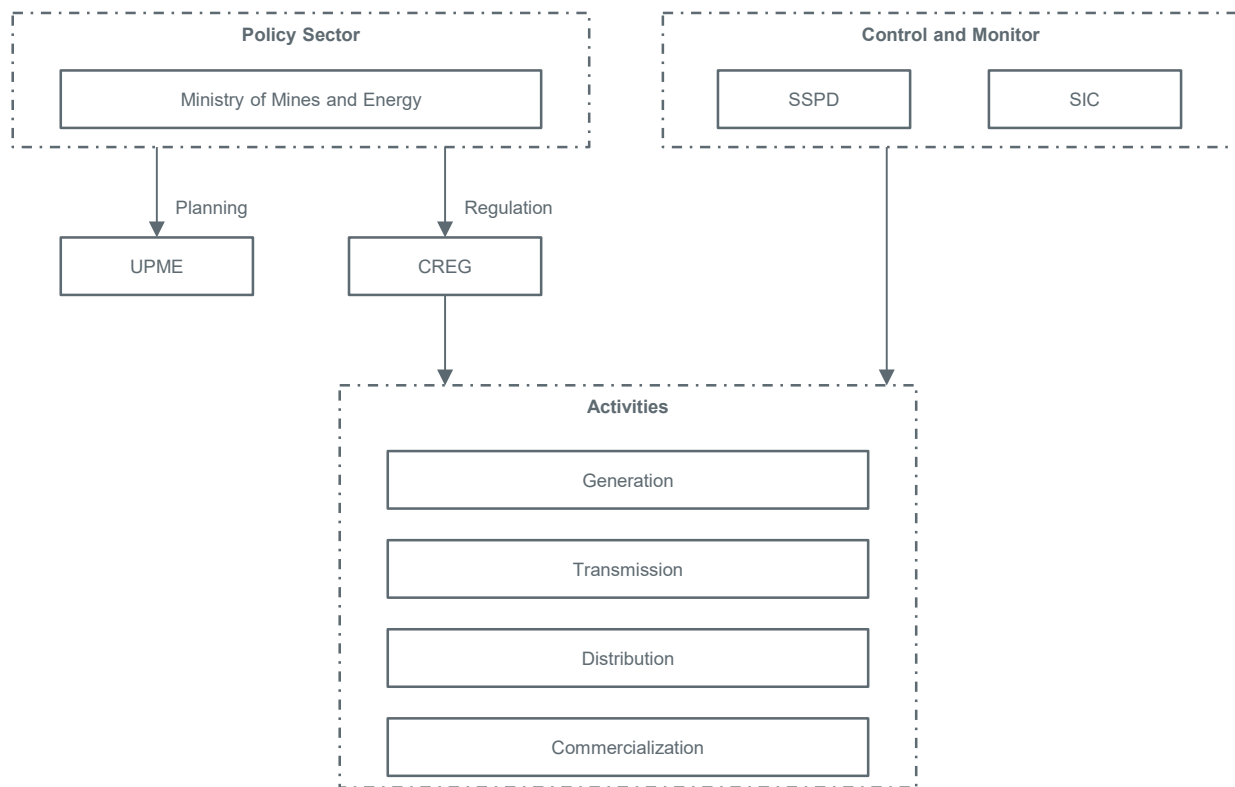 Policy Sector
Control and Monitor
Ministry of Mines and Energy
SSPD
SIC
Planning
Regulation
UPME
CREG
Activities
Generation
Transmission
Distribution
Commercialization